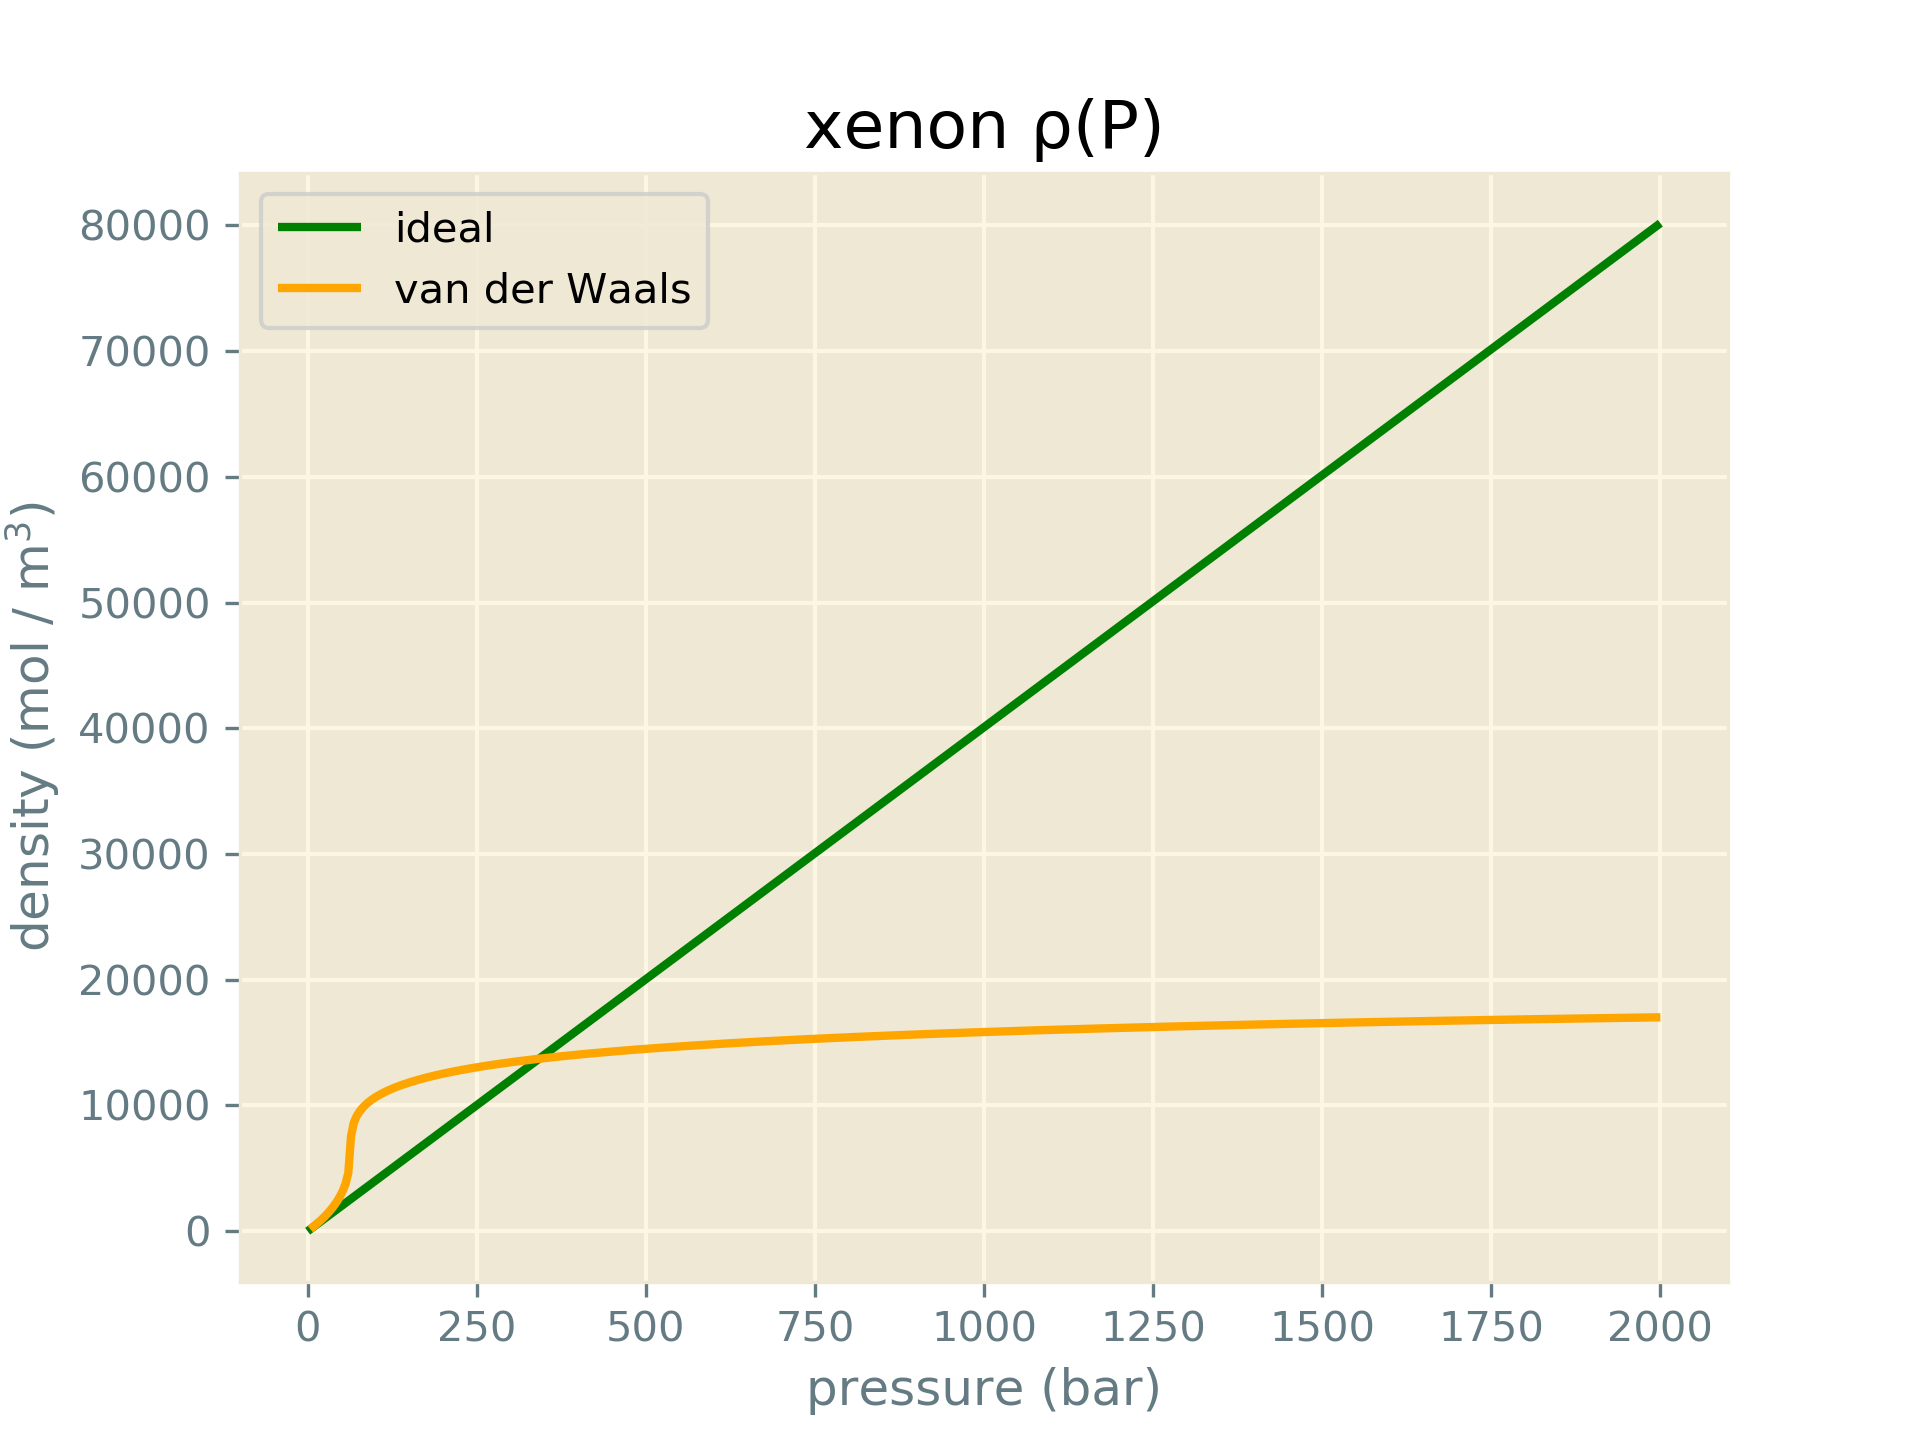 xenon ρ(P)
ideal
van der Waals
80000
70000
60000
50000
40000
30000
20000
10000
0
density (mol / m³)
0 250 500 750 1000 1250 1500 1750 2000
pressure (bar)